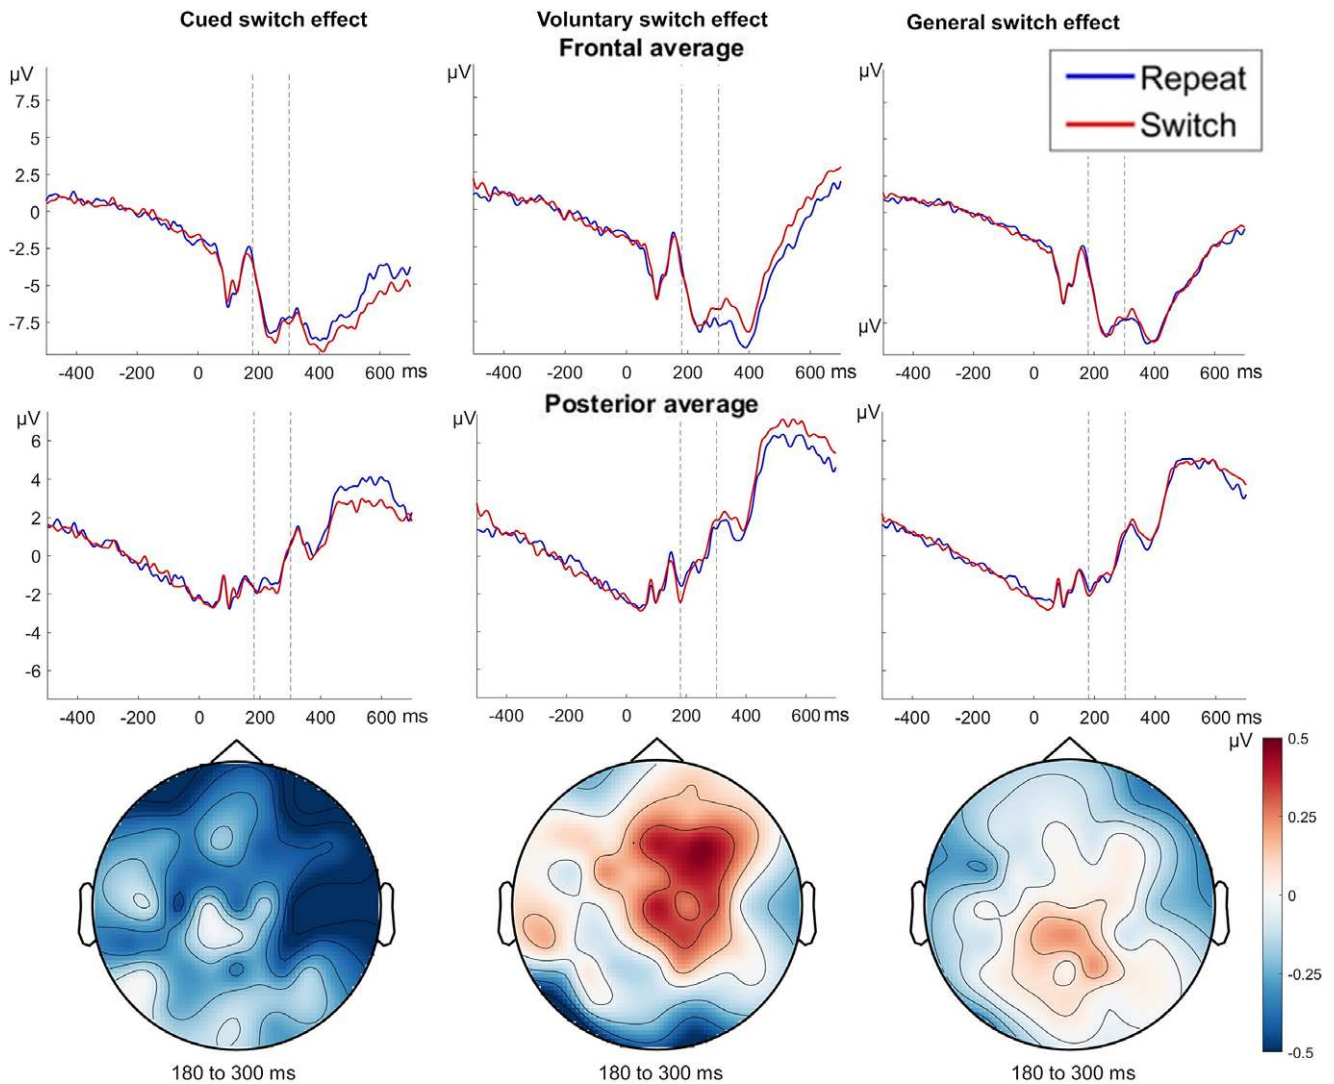 Cued switch effect Voluntary switch effect General switch effect
Frontal average
µV µV µV
Repeat
Switch
7.5
5
2.5
0
-2.5
-5
-7.5 µV
-400 -200 0 200 400 600 ms -400 -200 0 200 400 600 ms -400 -200 0 200 400 600 ms
Posterior average
µV µV µV
6
4
2
0
-2
-4
-6
-400 -200 0 200 400 600 ms -400 -200 0 200 400 600 ms -400 -200 0 200 400 600 ms
µV
0.5
0.25
0
-0.25
-0.5
180 to 300 ms 180 to 300 ms 180 to 300 ms